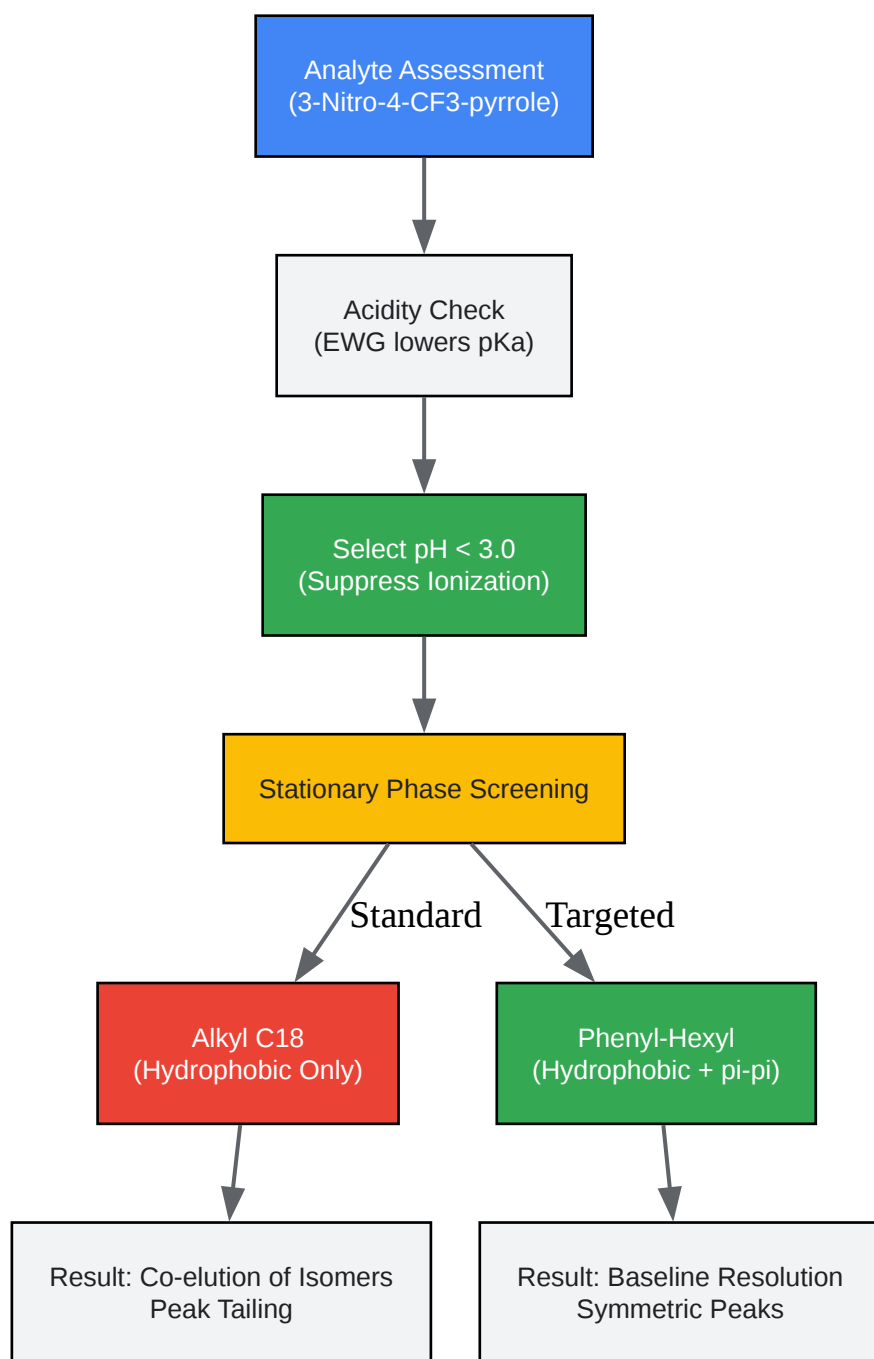 Analyte Assessment
(3-Nitro-4-CF3-pyrrole)
Acidity Check
(EWG lowers pKa)
Select pH < 3.0
(Suppress Ionization)
Stationary Phase Screening
Standard
Targeted
Alkyl C18
(Hydrophobic Only)
Phenyl-Hexyl
(Hydrophobic + pi-pi)
Result: Co-elution of Isomers
Peak Tailing
Result: Baseline Resolution
Symmetric Peaks